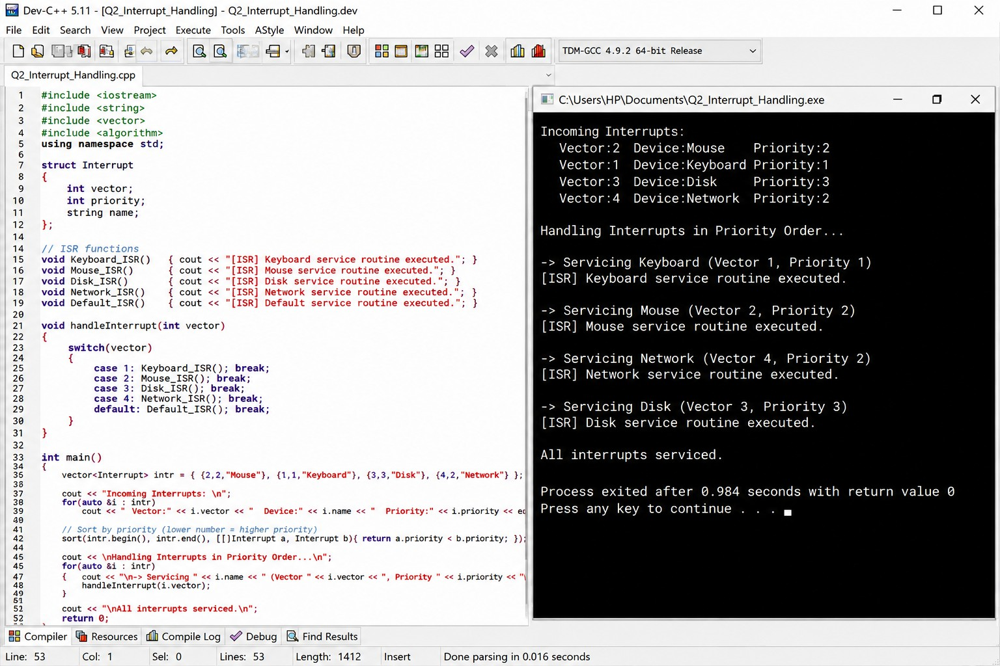 Dev-C++ 5.11 - [Q2_Interrupt_Handling] - Q2_Interrupt_Handling.dev
File Edit Search View Project Execute Tools AStyle Window Help
TDM-GCC 4.9.2 64-bit Release
Q2_Interrupt_Handling.cpp
1 #include <iostream>
2 #include <string>
3 #include <vector>
4 #include <algorithm>
5 using namespace std;
6
7 struct Interrupt
8 {
9 int vector;
10 int priority;
11 string name;
12 };
14
14 // ISR functions
15 void Keyboard_ISR() { cout << "[ISR] Keyboard service routine executed."; }
16 void Mouse_ISR() { cout << "[ISR] Mouse service routine executed."; }
17 void Disk_ISR() { cout << "[ISR] Disk service routine executed."; }
18 void Network_ISR() { cout << "[ISR] Network service routine executed."; }
19 void Default_ISR() { cout << "[ISR] Default service routine executed."; }
20
21 void handleInterrupt(int vector)
22 {
23 switch(vector)
24 {
25 case 1: Keyboard_ISR(); break;
26 case 2: Mouse_ISR(); break;
27 case 3: Disk_ISR(); break;
28 case 4: Network_ISR(); break;
29 default: Default_ISR(); break;
30 }
31 }
32
33 int main()
34 {
36 vector<Interrupt> intr = { {2,2,"Mouse"}, {1,1,"Keyboard"}, {3,3,"Disk"}, {4,2,"Network"} };
38
37 cout << "Incoming Interrupts: \n";
38 for(auto &i : intr)
39 cout << " Vector:" << i.vector << " Device:" << i.name << " Priority:" << i.priority <<
40
41 // Sort by priority (lower number = higher priority)
42 sort(intr.begin(), intr.end(), [[]Interrupt a, Interrupt b){ return a.priority < b.priority; });
44
45 cout << \nHandling Interrupts in Priority Order...\n";
45 for(auto &i : intr)
47 { cout << "\n-> Servicing " << i.name << " (Vector " << i.vector << ", Priority " << i.priority << "\
48 handleInterrupt(i.vector);
49 }
51
52 cout << "\nAll interrupts serviced.\n";
52 return 0;
C:\Users\HP\Documents\Q2_Interrupt_Handling.exe
Incoming Interrupts:
Vector:2 Device:Mouse Priority:2
Vector:1 Device:Keyboard Priority:1
Vector:3 Device:Disk Priority:3
Vector:4 Device:Network Priority:2
Handling Interrupts in Priority Order...
-> Servicing Keyboard (Vector 1, Priority 1)
[ISR] Keyboard service routine executed.
-> Servicing Mouse (Vector 2, Priority 2)
[ISR] Mouse service routine executed.
-> Servicing Network (Vector 4, Priority 2)
[ISR] Network service routine executed.
-> Servicing Disk (Vector 3, Priority 3)
[ISR] Disk service routine executed.
All interrupts serviced.
Process exited after 0.984 seconds with return value 0
Press any key to continue . . .
Compiler Resources Compile Log Debug Find Results
Line: 53 Col: 1 Sel: 0 Lines: 53 Length: 1412 Insert Done parsing in 0.016 seconds